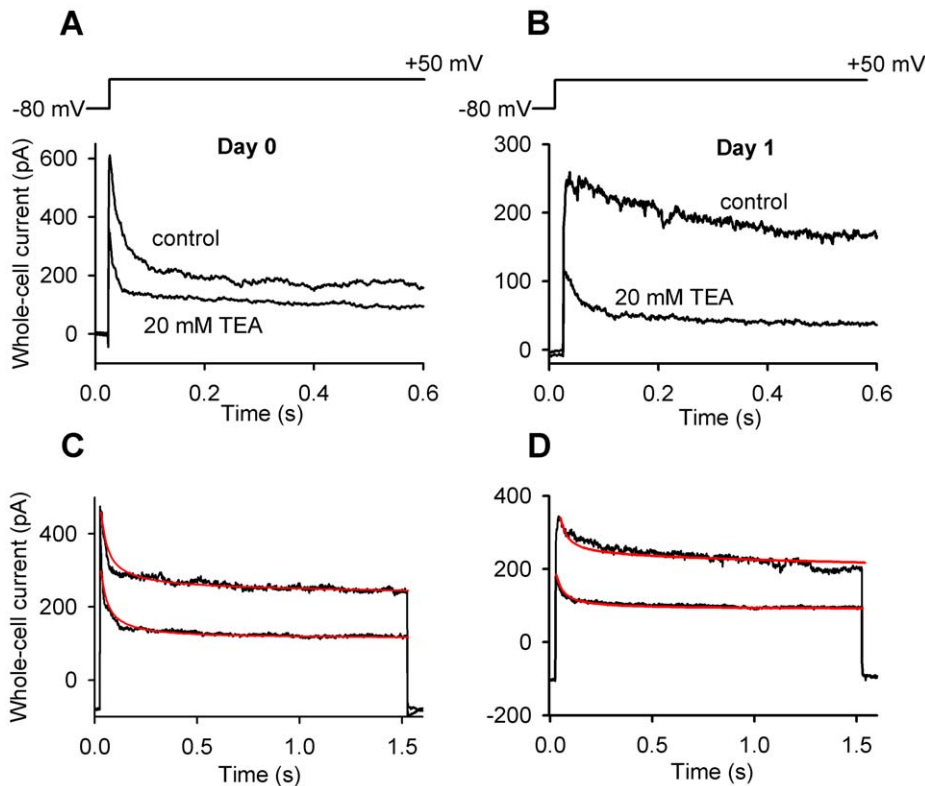 A
+50 mV
-80 mV
Day 0
Whole-cell current (pA)
600
400
200
0
control
20 mM TEA
0.0 0.2 0.4 0.6
Time (s)
B
+50 mV
-80 mV
Day 1
300
200
100
0
control
20 mM TEA
0.0 0.2 0.4 0.6
Time (s)
C
Whole-cell current (pA)
400
200
0
0.0 0.5 1.0 1.5
Time (s)
D
400
200
0
-200
0.0 0.5 1.0 1.5
Time (s)